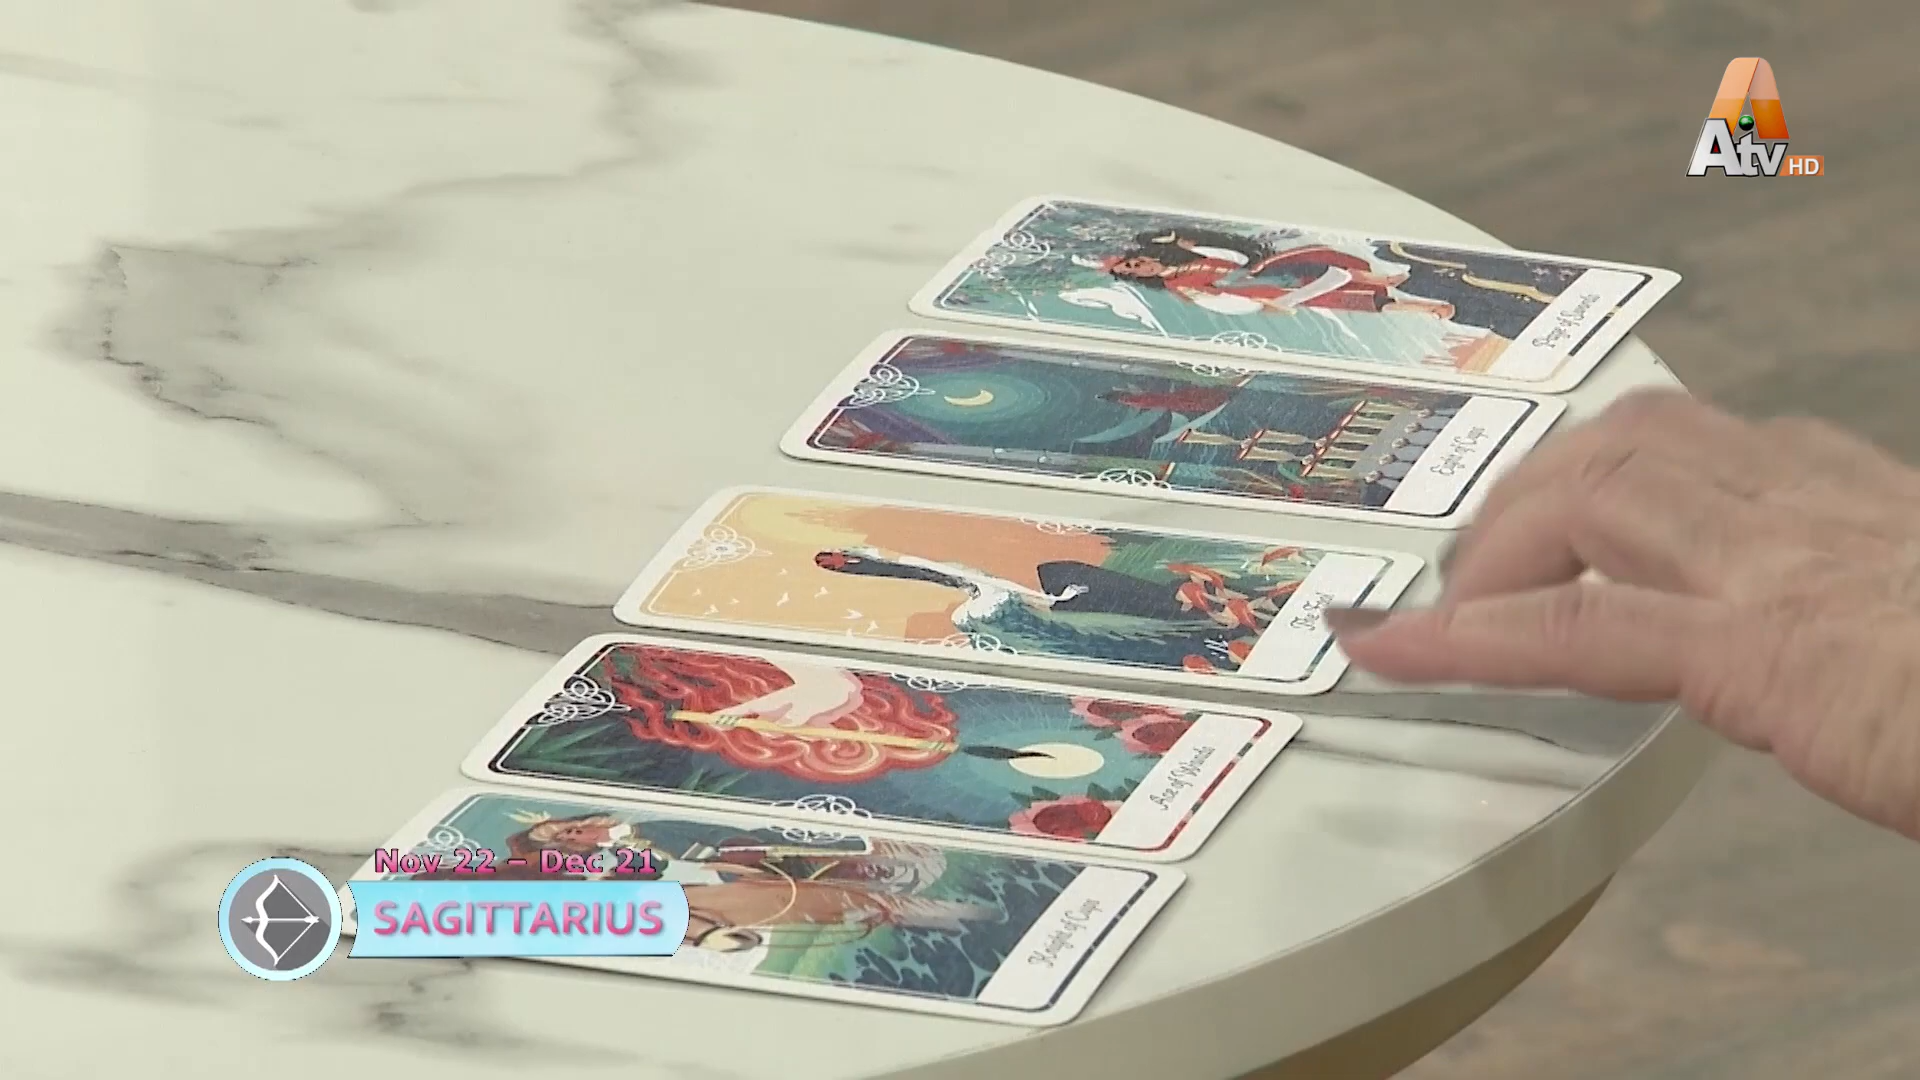 Atv HD
Page of Swords
Eight of Cups
The Fool
Ace of Wands
Knight of Cups
Nov 22 – Dec 21
SAGITTARIUS